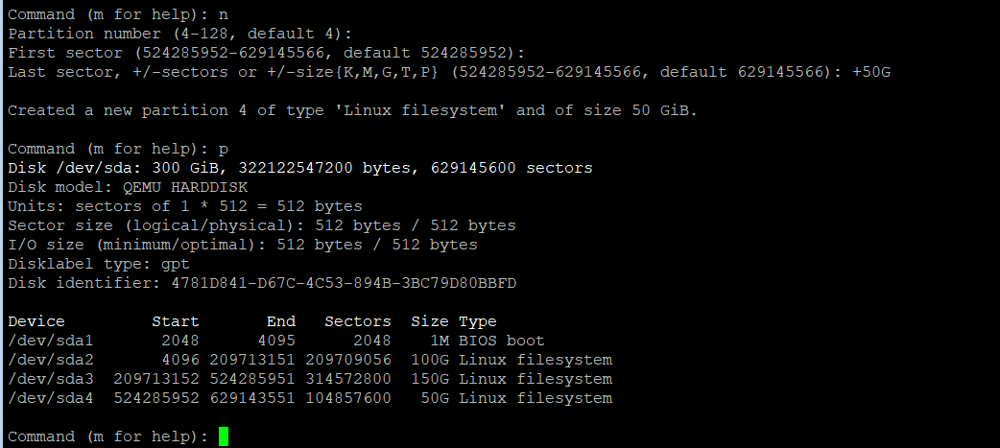 Command (m for help): n
Partition number (4-128, default 4):
First sector (524285952-629145566, default 524285952):
Last sector, +/-sectors or +/-size{K,M,G,T,P} (524285952-629145566, default 629145566): +50G
Created a new partition 4 of type 'Linux filesystem' and of size 50 GiB.
Command (m for help): p
Disk /dev/sda: 300 GiB, 322122547200 bytes, 629145600 sectors
Disk model: QEMU HARDDISK
Units: sectors of 1 * 512 = 512 bytes
Sector size (logical/physical): 512 bytes / 512 bytes
I/O size (minimum/optimal): 512 bytes / 512 bytes
Disklabel type: gpt
Disk identifier: 4781D841-D67C-4C53-894B-3BC79D80BBFD
Device Start End Sectors Size Type
/dev/sda1 2048 4095 2048 1M BIOS boot
/dev/sda2 4096 209713151 209709056 100G Linux filesystem
/dev/sda3 209713152 524285951 314572800 150G Linux filesystem
/dev/sda4 524285952 629143551 104857600 50G Linux filesystem
Command (m for help):